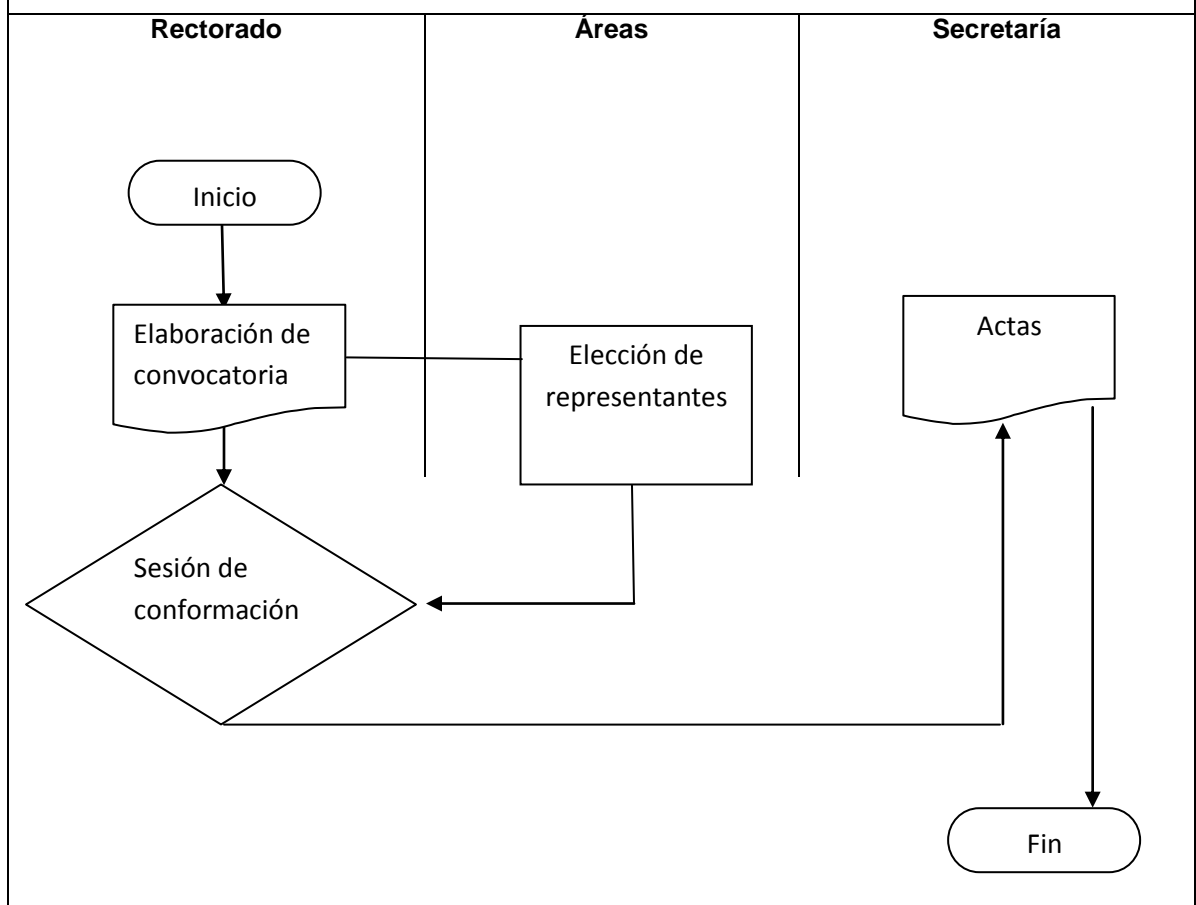 Rectorado
Áreas
Secretaría
Inicio
Elaboración de
convocatoria
Elección de
representantes
Actas
Sesión de
conformación
Fin